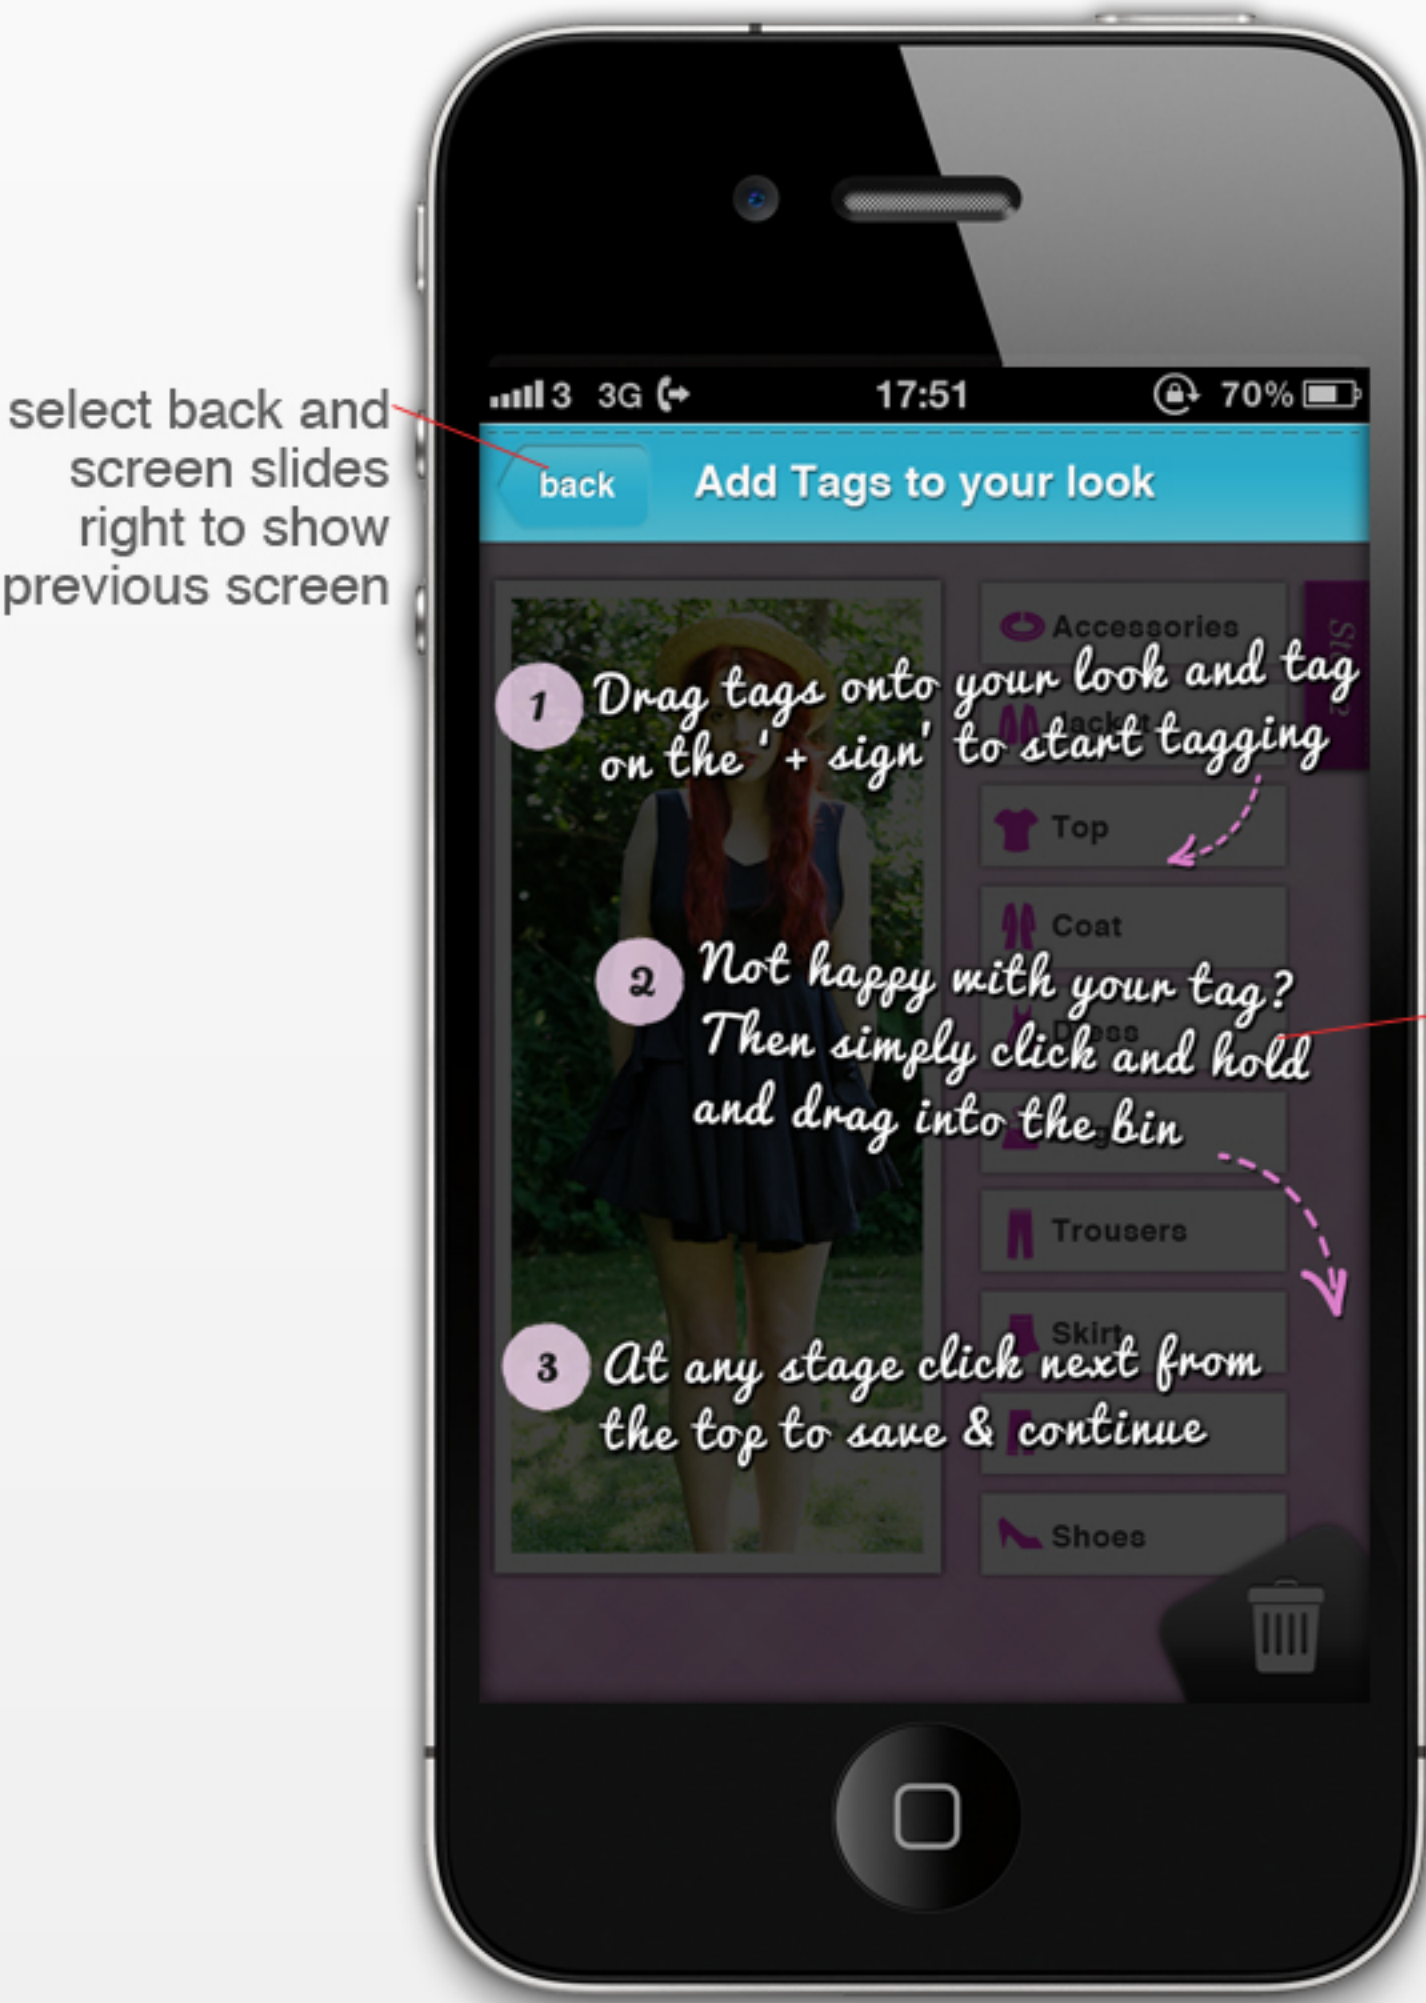 select back and
screen slides
right to show
previous screen
3 3G 17:51 70%
back Add Tags to your look
Accessories
1 Drag tags onto your look and tag
on the ' + sign' to start tagging
Jacket
Top
Coat
2 Not happy with your tag?
Then simply click and hold
and drag into the bin
Dress
Trousers
Skirt
3 At any stage click next from
the top to save & continue
Shoes